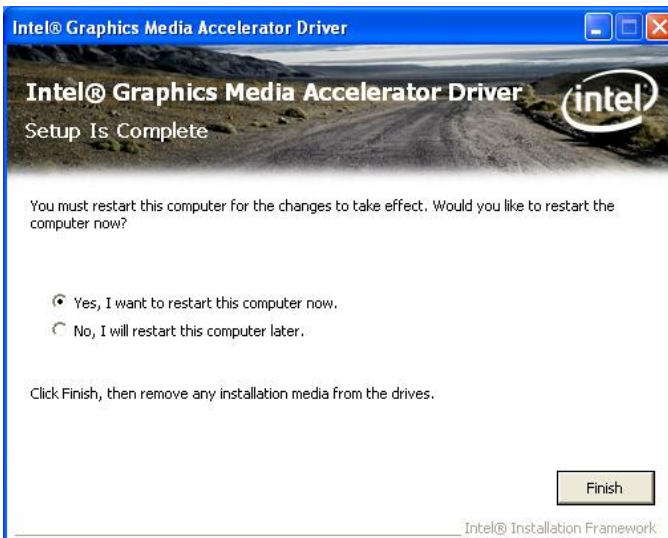 Intel® Graphics Media Accelerator Driver
Intel® Graphics Media Accelerator Driver
intel
Setup Is Complete
You must restart this computer for the changes to take effect. Would you like to restart the
computer now?
Yes, I want to restart this computer now.
No, I will restart this computer later.
Click Finish, then remove any installation media from the drives.
Finish
Intel® Installation Framework